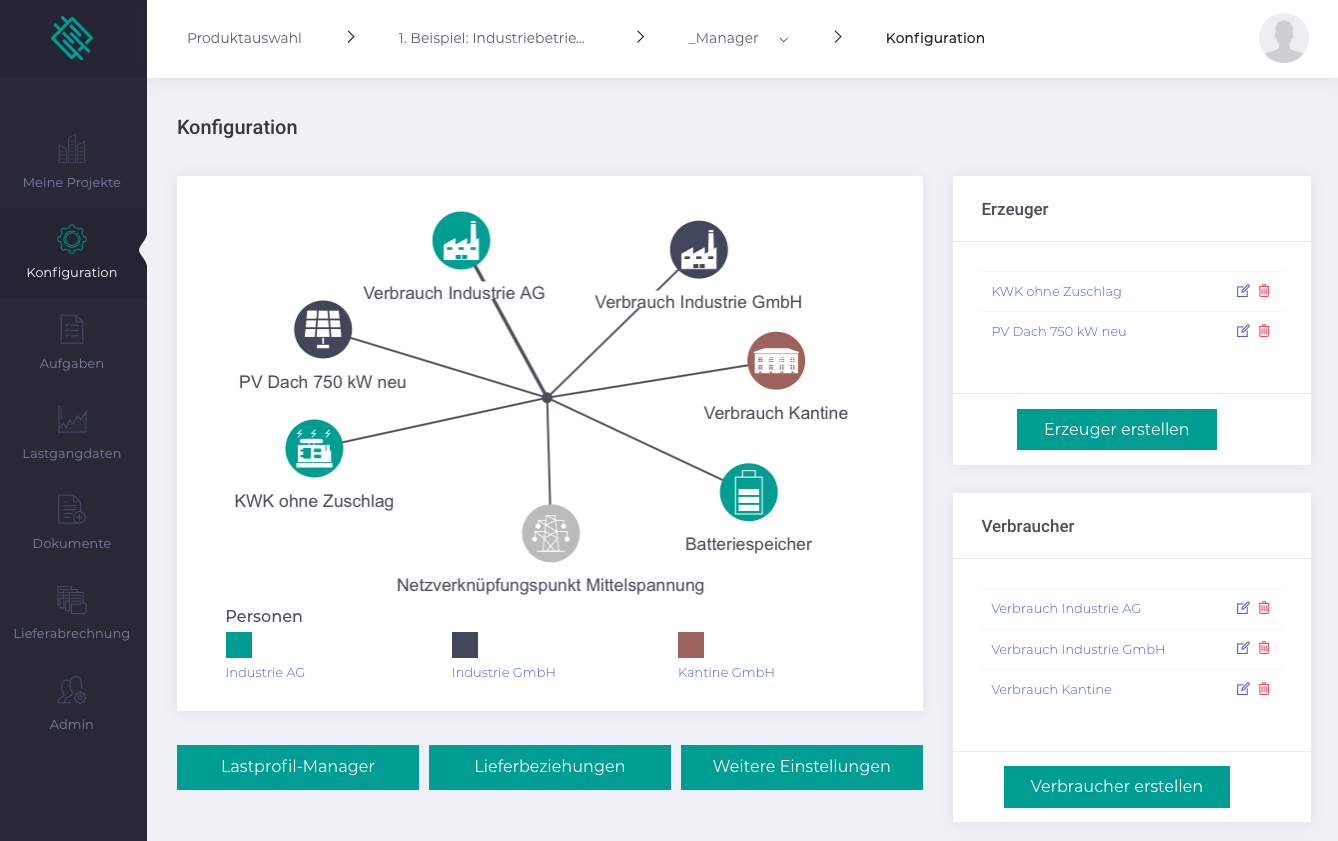 Produktauswahl
1. Beispiel: Industriebetrie...
_Manager
Konfiguration
Meine Projekte
Konfiguration
Aufgaben
Lastgangdaten
Dokumente
Lieferabrechnung
Admin
Konfiguration
Verbrauch Industrie AG
Verbrauch Industrie GmbH
PV Dach 750 kW neu
Verbrauch Kantine
KWK ohne Zuschlag
Batteriespeicher
Netzverknüpfungspunkt Mittelspannung
Personen
Industrie AG
Industrie GmbH
Kantine GmbH
Lastprofil-Manager
Lieferbeziehungen
Weitere Einstellungen
Erzeuger
KWK ohne Zuschlag
PV Dach 750 kW neu
Erzeuger erstellen
Verbraucher
Verbrauch Industrie AG
Verbrauch Industrie GmbH
Verbrauch Kantine
Verbraucher erstellen